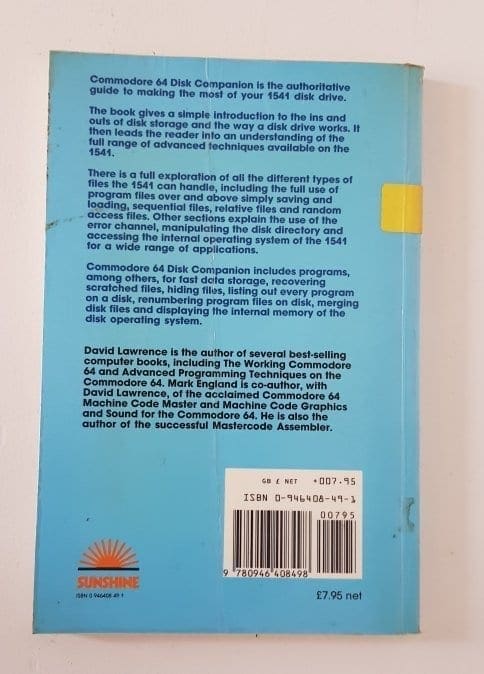 Commodore 64 Disk Companion is the authoritative
guide to making the most of your 1541 disk drive.
The book gives a simple introduction to the ins and
outs of disk storage and the way a disk drive works. It
then leads the reader into an understanding of the
full range of advanced techniques available on the
1541.
There is a full exploration of all the different types of
files the 1541 can handle, including the full use of
program files over and above simply saving and
loading, sequential files, relative files and random
access files. Other sections explain the use of the
error channel, manipulating the disk directory and
accessing the internal operating system of the 1541
for a wide range of applications.
Commodore 64 Disk Companion includes programs,
among others, for fast data storage, recovering
scratched files, hiding files, listing out every program
on a disk, renumbering program files on disk, merging
disk files and displaying the internal memory of the
disk operating system.
David Lawrence is the author of several best-selling
computer books, including The Working Commodore
64 and Advanced Programming Techniques on the
Commodore 64. Mark England is co-author, with
David Lawrence, of the acclaimed Commodore 64
Machine Code Master and Machine Code Graphics
and Sound for the Commodore 64. He is also the
author of the successful Mastercode Assembler.
GB £ NET +007.95
ISBN 0-946408-49-1
00795
9 780946 408498
SUNSHINE
ISBN 0 946408 49 1
£7.95 net